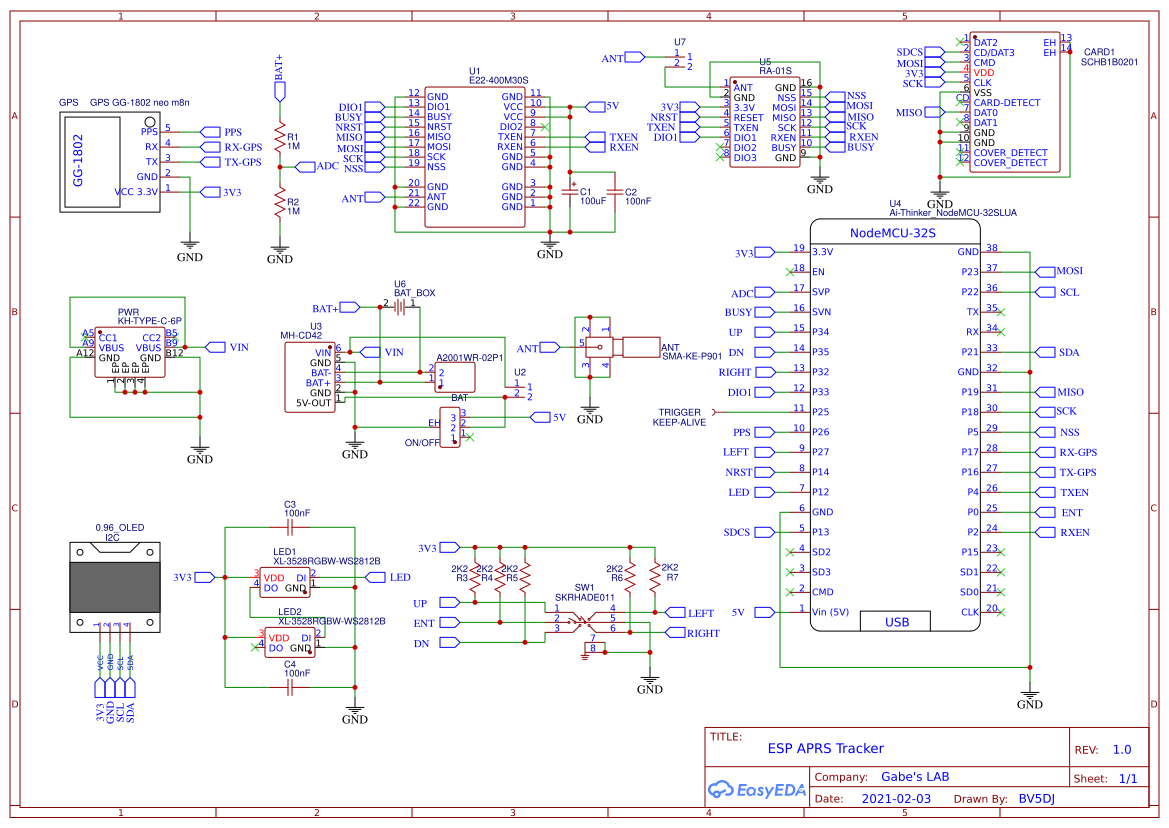 1 2 3 4 5
A
B
C
D
GPS GPS GG-1802 neo m8n
GG-1802
PPS 5 PPS
RX 4 RX-GPS
TX 3 TX-GPS
GND 2
VCC 3.3V 1 3V3
GND
BAT+
R1
1M
ADC
R2
1M
GND
U1
E22-400M30S
12 GND GND 11
DIO1 13 DIO1 VCC 10 5V
BUSY 14 BUSY VCC 9
NRST 15 NRST DIO2 8
MISO 16 MISO TXEN 7 TXEN
MOSI 17 MOSI RXEN 6 RXEN
SCK 18 SCK GND 5
NSS 19 NSS GND 4
20 GND GND 3
ANT 21 ANT GND 2
22 GND GND 1
C1
100uF
C2
100nF
GND
ANT
U7
1 1
2 2
U5
RA-01S
1 ANT GND 16
2 GND NSS 15 NSS
3V3 3 3.3V MOSI 14 MOSI
NRST 4 RESET MISO 13 MISO
TXEN 5 TXEN SCK 12 SCK
DIO1 6 DIO1 RXEN 11 RXEN
7 DIO2 BUSY 10 BUSY
8 DIO3 GND 9
GND
CARD1
SCHB1B0201
1 DAT2 EH 13
SDCS 2 CD/DAT3 EH 14
MOSI 3 CMD
3V3 4 VDD
SCK 5 CLK
6 VSS
CD CARD-DETECT
MISO 7 DAT0
8 DAT1
9 GND
10 GND
11 COVER_DETECT
12 COVER_DETECT
GND
PWR
KH-TYPE-C-6P
A5 CC1 CC2 B5
A9 VBUS VBUS B9
A12 GND GND B12
EP EP EP EP
1 2 3 4
VIN
GND
U6
BAT_BOX
BAT+ 2 1
U3
MH-CD42
VIN 6 VIN
GND 5
BAT- 4
BAT+ 3
GND 2
5V-OUT 1
A2001WR-02P1
2 2
1 1
BAT
U2
1 1
2 2
EH
3 3 5V
2 2
1 1
ON/OFF
GND
ANT
5 2 1 3 4
ANT
SMA-KE-P901
GND
U4
Ai-Thinker_NodeMCU-32SLUA
NodeMCU-32S
3V3 19 3.3V GND 38
18 EN P23 37 MOSI
ADC 17 SVP P22 36 SCL
BUSY 16 SVN TX 35
UP 15 P34 RX 34
DN 14 P35 P21 33 SDA
RIGHT 13 P32 GND 32
DIO1 12 P33 P19 31 MISO
TRIGGER
KEEP-ALIVE
11 P25 P18 30 SCK
PPS 10 P26 P5 29 NSS
LEFT 9 P27 P17 28 RX-GPS
NRST 8 P14 P16 27 TX-GPS
LED 7 P12 P4 26 TXEN
6 GND P0 25 ENT
SDCS 5 P13 P2 24 RXEN
4 SD2 P15 23
3 SD3 SD1 22
2 CMD SD0 21
5V 1 Vin (5V) CLK 20
USB
GND
0.96_OLED
I2C
1 2 3 4
VCC GND SCL SDA
3V3 GND SCL SDA
C3
100nF
LED1
XL-3528RGBW-WS2812B
3V3 3 VDD DI 2 LED
4 DO GND 1
LED2
XL-3528RGBW-WS2812B
3 VDD DI 2
4 DO GND 1
C4
100nF
GND
3V3
2K2 R3
2K2 R4
2K2 R5
2K2 R6
2K2 R7
SW1
SKRHADE011
UP 1 4 LEFT
ENT 2 5
DN 3 6 RIGHT
7
8
GND
TITLE:
ESP APRS Tracker
REV: 1.0
EasyEDA
Company: Gabe's LAB
Sheet: 1/1
Date: 2021-02-03 Drawn By: BV5DJ
A
B
C
D
1 2 3 4 5